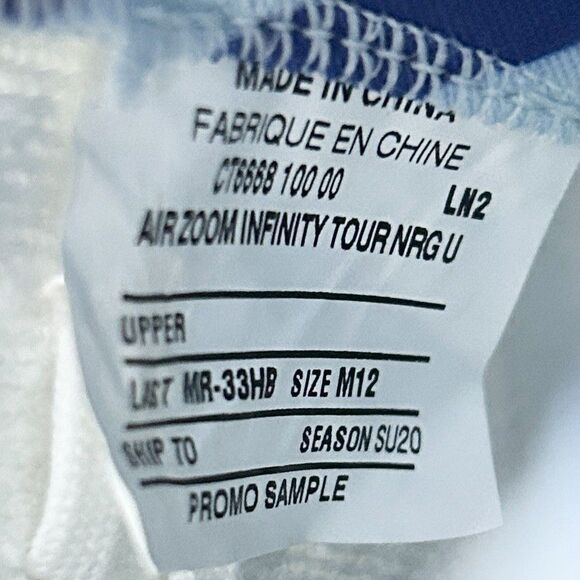 MADE IN CHINA
FABRIQUE EN CHINE
CT6668 100 00 LN2
AIR ZOOM INFINITY TOUR NRG U
UPPER
LAST MR-33HB SIZE M12
SHIP TO SEASON SU20
PROMO SAMPLE